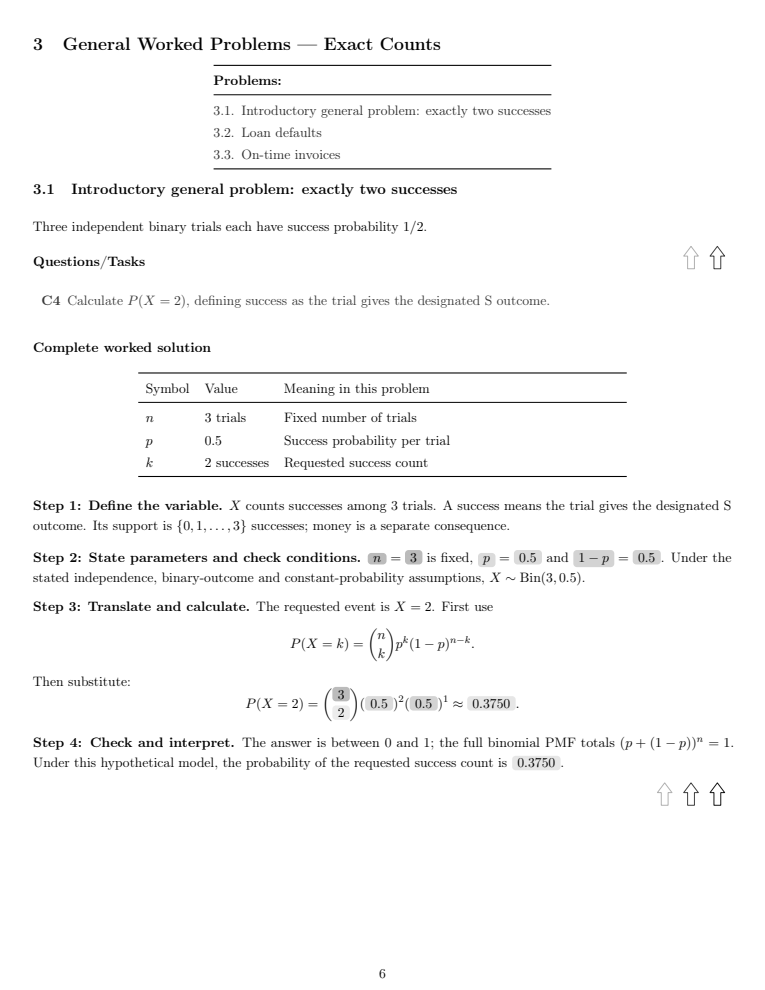 3 General Worked Problems — Exact Counts
Problems:
3.1. Introductory general problem: exactly two successes
3.2. Loan defaults
3.3. On-time invoices
3.1 Introductory general problem: exactly two successes
Three independent binary trials each have success probability 1/2.
Questions/Tasks
C4 Calculate P(X = 2), defining success as the trial gives the designated S outcome.
Complete worked solution
Symbol Value Meaning in this problem
n 3 trials Fixed number of trials
p 0.5 Success probability per trial
k 2 successes Requested success count
Step 1: Define the variable. X counts successes among 3 trials. A success means the trial gives the designated S
outcome. Its support is {0, 1, . . . , 3} successes; money is a separate consequence.
Step 2: State parameters and check conditions. n = 3 is fixed, p = 0.5 and 1 − p = 0.5 . Under the
stated independence, binary-outcome and constant-probability assumptions, X ∼ Bin(3, 0.5).
Step 3: Translate and calculate. The requested event is X = 2. First use
P(X = k) = (n k) p^k (1 − p)^{n−k}.
Then substitute:
P(X = 2) = (3 2) ( 0.5 )^2 ( 0.5 )^1 ≈ 0.3750 .
Step 4: Check and interpret. The answer is between 0 and 1; the full binomial PMF totals (p + (1 − p))^n = 1.
Under this hypothetical model, the probability of the requested success count is 0.3750 .
6